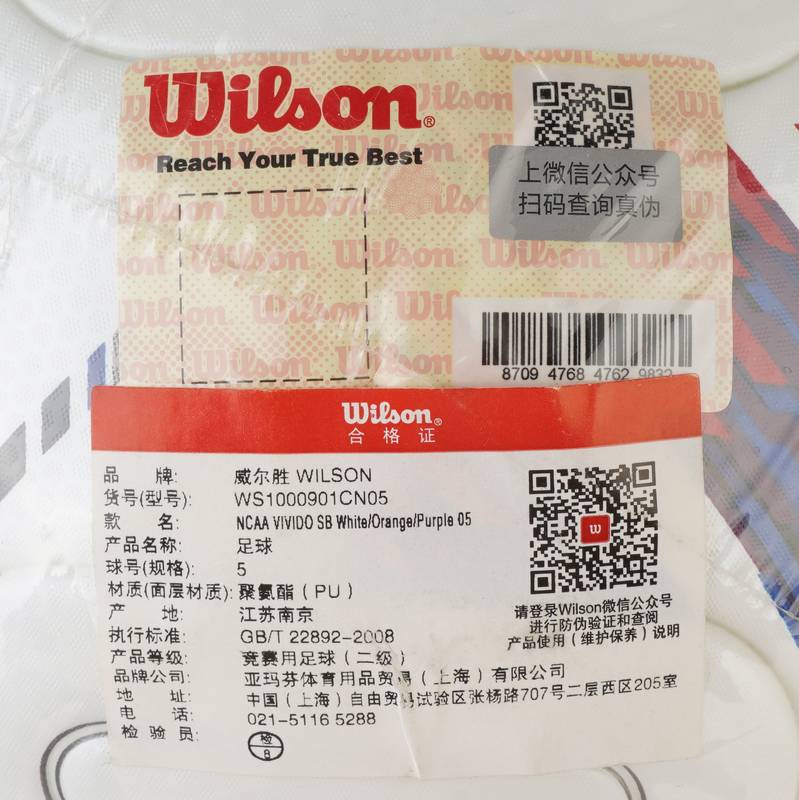 Wilson®
Reach Your True Best
上微信公众号
扫码查询真伪
8709 4768 4762 9832
Wilson®
合格证
品 牌: 威尔胜 WILSON
货号(型号): WS1000901CN05
款 名: NCAA VIVIDO SB White/Orange/Purple 05
产品名称: 足球
球号(规格): 5
材质(面层材质): 聚氨酯(PU)
产 地: 江苏南京
执行标准: GB/T 22892-2008
产品等级: 竞赛用足球(二级)
品牌公司: 亚玛芬体育用品贸易(上海)有限公司
地 址: 中国(上海)自由贸易试验区张杨路707号二层西区205室
电 话: 021-5116 5288
检 验 员: 检 8
w
请登录Wilson微信公众号
进行防伪验证和查阅
产品使用(维护保养)说明